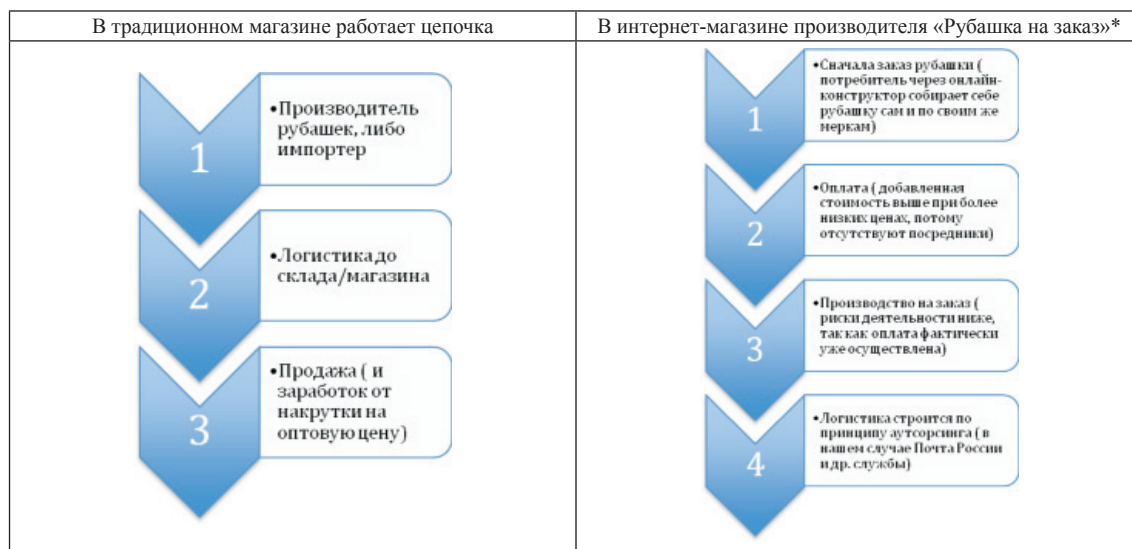 В традиционном магазине работает цепочка
1
•Производитель
рубашек, либо
импортер
2
•Логистика до
склада/магазина
3
•Продажа ( и
заработок от
накрутки на
оптовую цену)
В интернет-магазине производителя «Рубашка на заказ»*
1
•Сначала заказ рубашки (
потребитель через онлайн-
конструктор собирает себе
рубашку сам и по своим же
меркам)
2
•Оплата ( добавленная
стоимость выше при более
низких ценах, потому
отсутствуют посредники)
3
•Производство на заказ (
риски деятельности ниже,
так как оплата фактически
уже осуществлена)
4
•Логистика строится по
принципу аутсорсинга ( в
нашем случае Почта России
и др. службы)